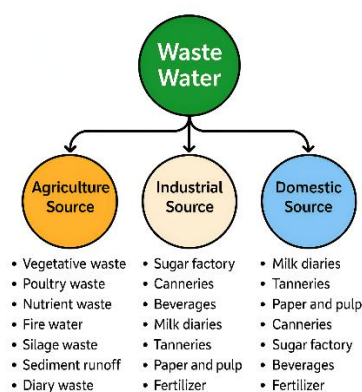 Waste
Water
Agriculture
Source
• Vegetative waste
• Poultry waste
• Nutrient waste
• Fire water
• Silage waste
• Sediment runoff
• Diary waste
Industrial
Source
• Sugar factory
• Canneries
• Beverages
• Milk diaries
• Tanneries
• Paper and pulp
• Fertilizer
Domestic
Source
• Milk diaries
• Tanneries
• Paper and pulp
• Canneries
• Sugar factory
• Beverages
• Fertilizer